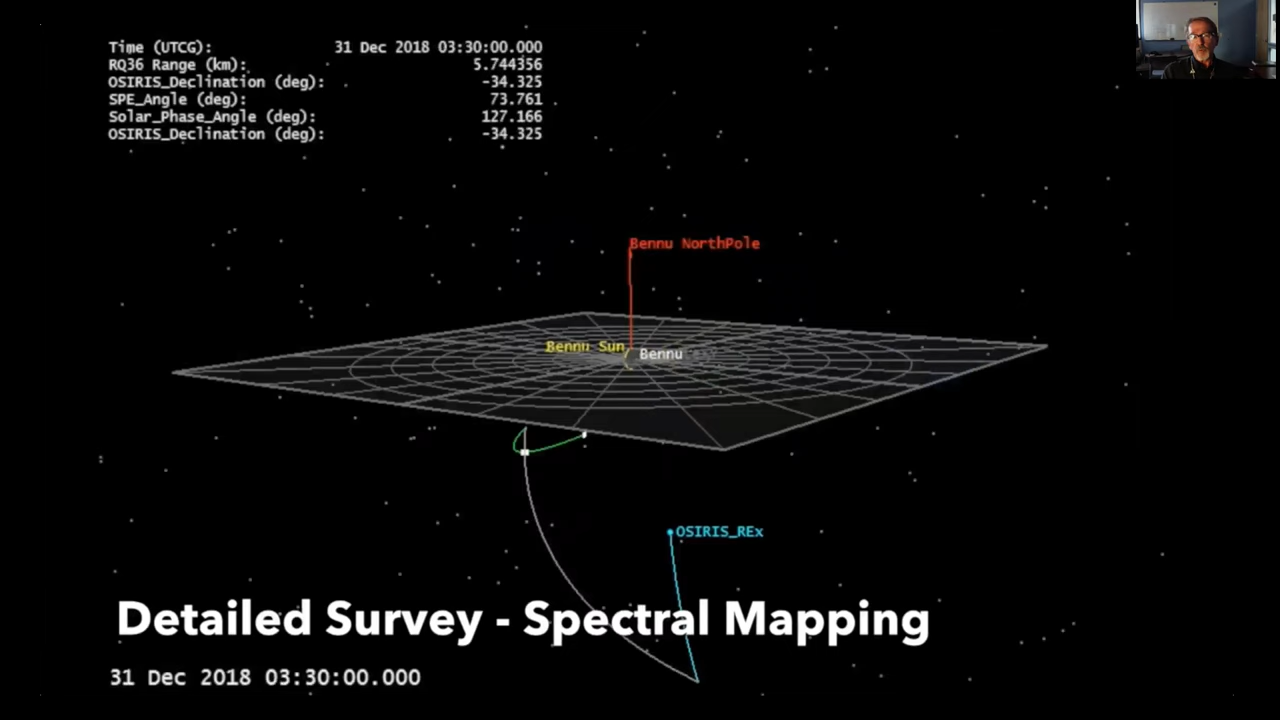 Time (UTCG): 31 Dec 2018 03:30:00.000
RQ36 Range (km): 5.744356
OSIRIS_Declination (deg): -34.325
SPE_Angle (deg): 73.761
Solar_Phase_Angle (deg): 127.166
OSIRIS_Declination (deg): -34.325
Bennu NorthPole
Bennu Sun
Bennu
OSIRIS_REx
Detailed Survey - Spectral Mapping
31 Dec 2018 03:30:00.000